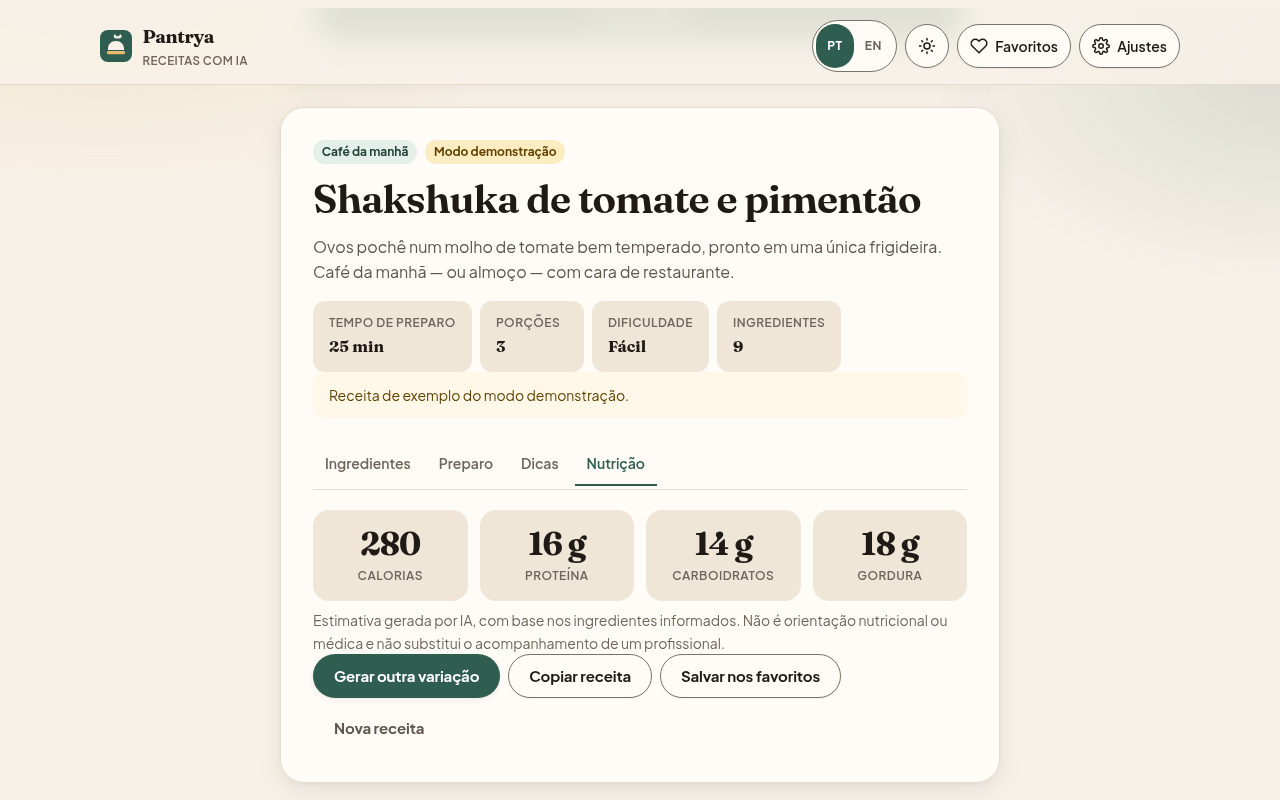 Pantrya
RECEITAS COM IA
PT EN Favoritos Ajustes
Café da manhã Modo demonstração
Shakshuka de tomate e pimentão
Ovos pochê num molho de tomate bem temperado, pronto em uma única frigideira.
Café da manhã — ou almoço — com cara de restaurante.
TEMPO DE PREPARO PORÇÕES DIFICULDADE INGREDIENTES
25 min 3 Fácil 9
Receita de exemplo do modo demonstração.
Ingredientes Preparo Dicas Nutrição
280 16 g 14 g 18 g
CALORIAS PROTEÍNA CARBOIDRATOS GORDURA
Estimativa gerada por IA, com base nos ingredientes informados. Não é orientação nutricional ou
médica e não substitui o acompanhamento de um profissional.
Gerar outra variação Copiar receita Salvar nos favoritos
Nova receita